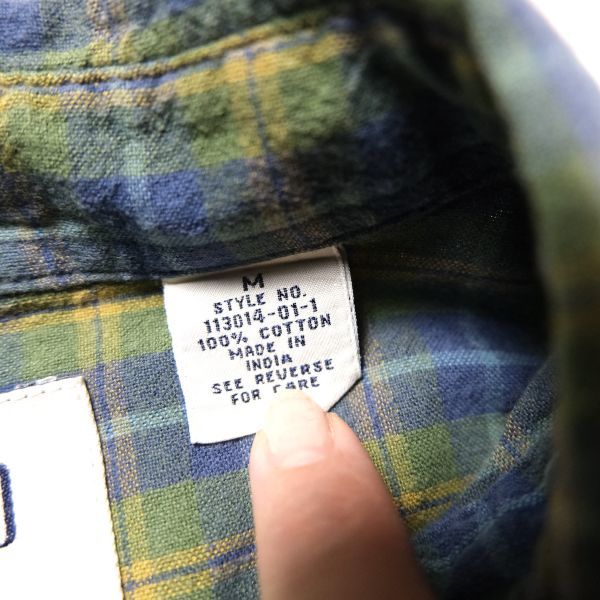 M
STYLE NO.
113014-01-1
100% COTTON
MADE IN
INDIA
SEE REVERSE
FOR CARE